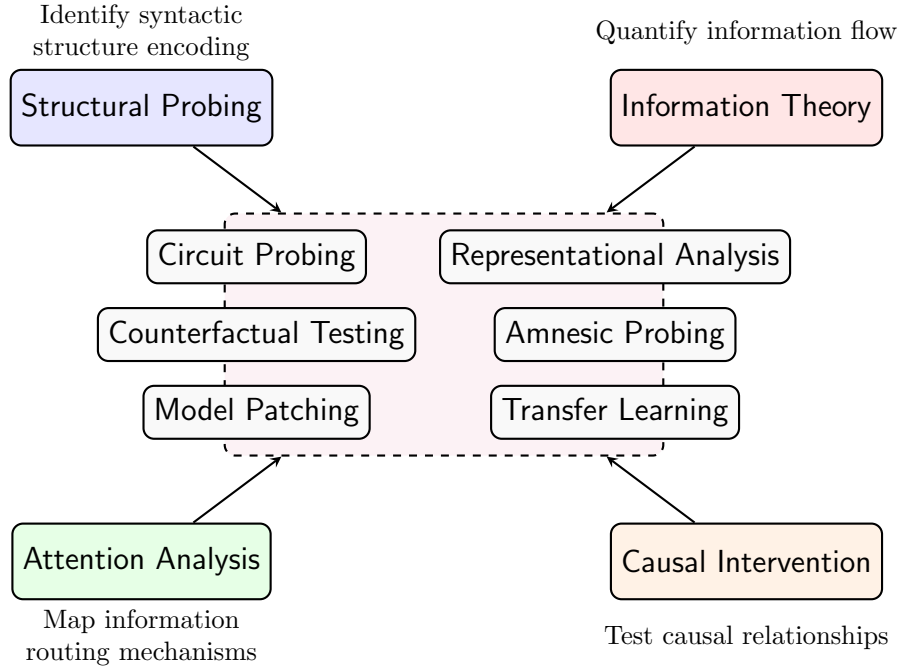 Identify syntactic
structure encoding
Quantify information flow
Structural Probing
Information Theory
Circuit Probing
Representational Analysis
Counterfactual Testing
Amnesic Probing
Model Patching
Transfer Learning
Attention Analysis
Causal Intervention
Map information
routing mechanisms
Test causal relationships